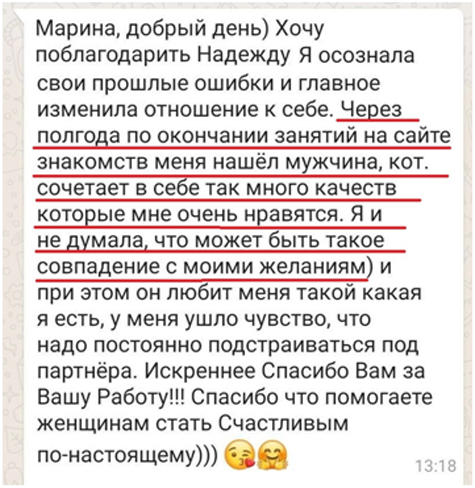 Марина, добрый день) Хочу
поблагодарить Надежду Я осознала
свои прошлые ошибки и главное
изменила отношение к себе. Через
полгода по окончании занятий на сайте
знакомств меня нашёл мужчина, кот.
сочетает в себе так много качеств
которые мне очень нравятся. Я и
не думала, что может быть такое
совпадение с моими желаниям) и
при этом он любит меня такой какая
я есть, у меня ушло чувство, что
надо постоянно подстраиваться под
партнёра. Искреннее Спасибо Вам за
Вашу Работу!!! Спасибо что помогаете
женщинам стать Счастливым
по-настоящему))) 😘🤗
13:18